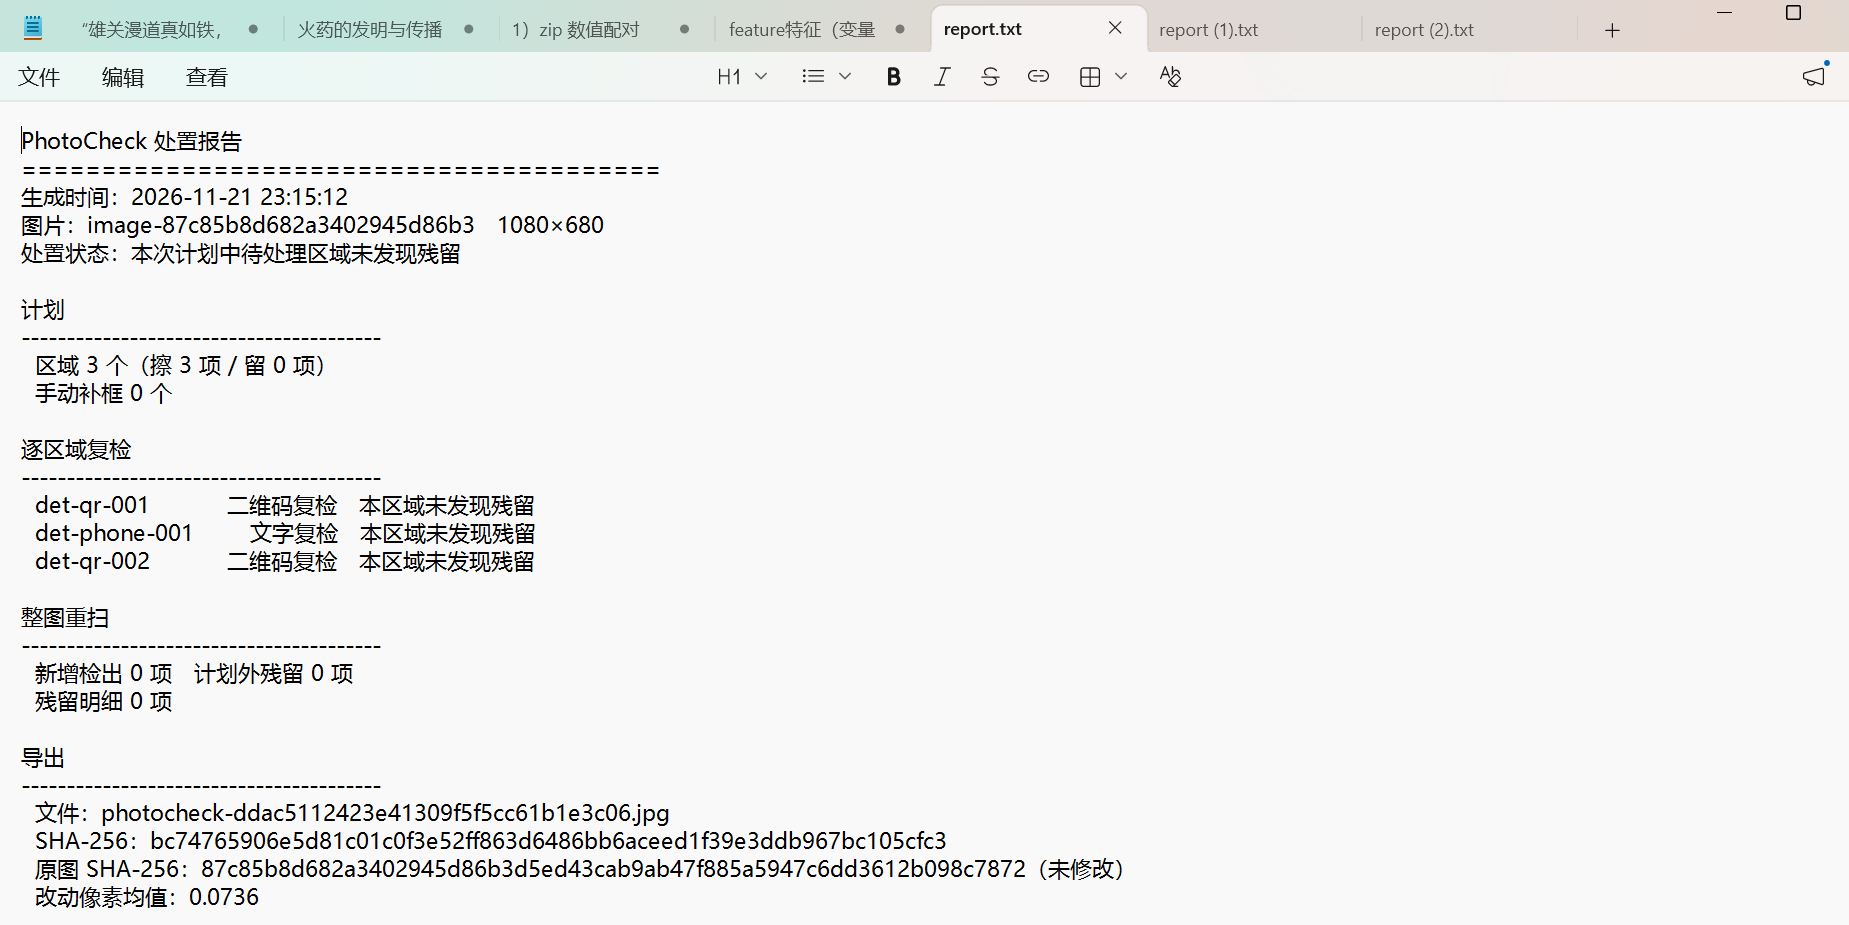 “雄关漫道真如铁，
火药的发明与传播
1）zip 数值配对
feature特征（变量
report.txt
report (1).txt
report (2).txt
文件 编辑 查看
H1
B I S
PhotoCheck 处置报告
========================================
生成时间：2026-11-21 23:15:12
图片：image-87c85b8d682a3402945d86b3 1080×680
处置状态：本次计划中待处理区域未发现残留
计划
----------------------------------------
区域 3 个（擦 3 项 / 留 0 项）
手动补框 0 个
逐区域复检
----------------------------------------
det-qr-001 二维码复检 本区域未发现残留
det-phone-001 文字复检 本区域未发现残留
det-qr-002 二维码复检 本区域未发现残留
整图重扫
----------------------------------------
新增检出 0 项 计划外残留 0 项
残留明细 0 项
导出
----------------------------------------
文件：photocheck-ddac5112423e41309f5f5cc61b1e3c06.jpg
SHA-256：bc74765906e5d81c01c0f3e52ff863d6486bb6aceed1f39e3ddb967bc105cfc3
原图 SHA-256：87c85b8d682a3402945d86b3d5ed43cab9ab47f885a5947c6dd3612b098c7872（未修改）
改动像素均值：0.0736